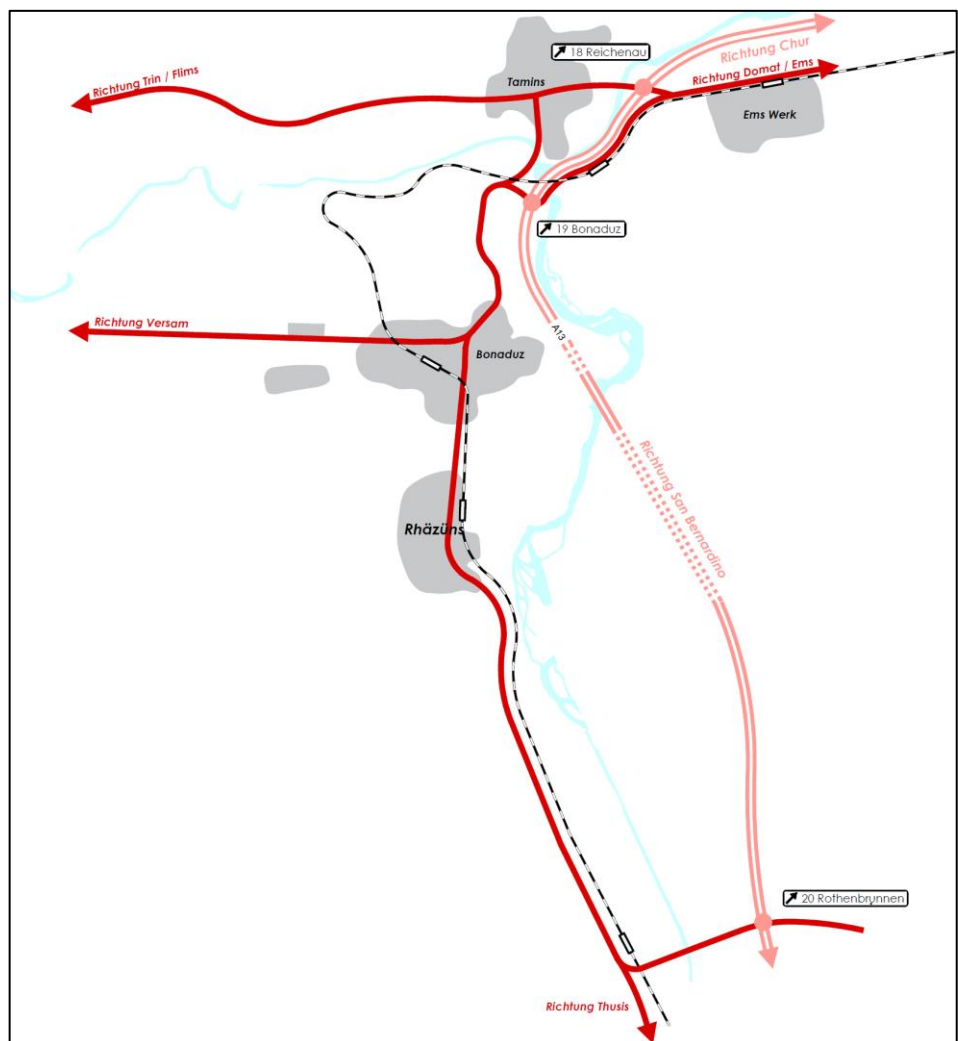 18 Reichenau
Richtung Chur
Richtung Domat / Ems
Richtung Trin / Flims
Tamins
Ems Werk
19 Bonaduz
Richtung Versam
A13
Bonaduz
Richtung San Bernardino
Rhäzüns
20 Rothenbrynnen
Richtung Thusis